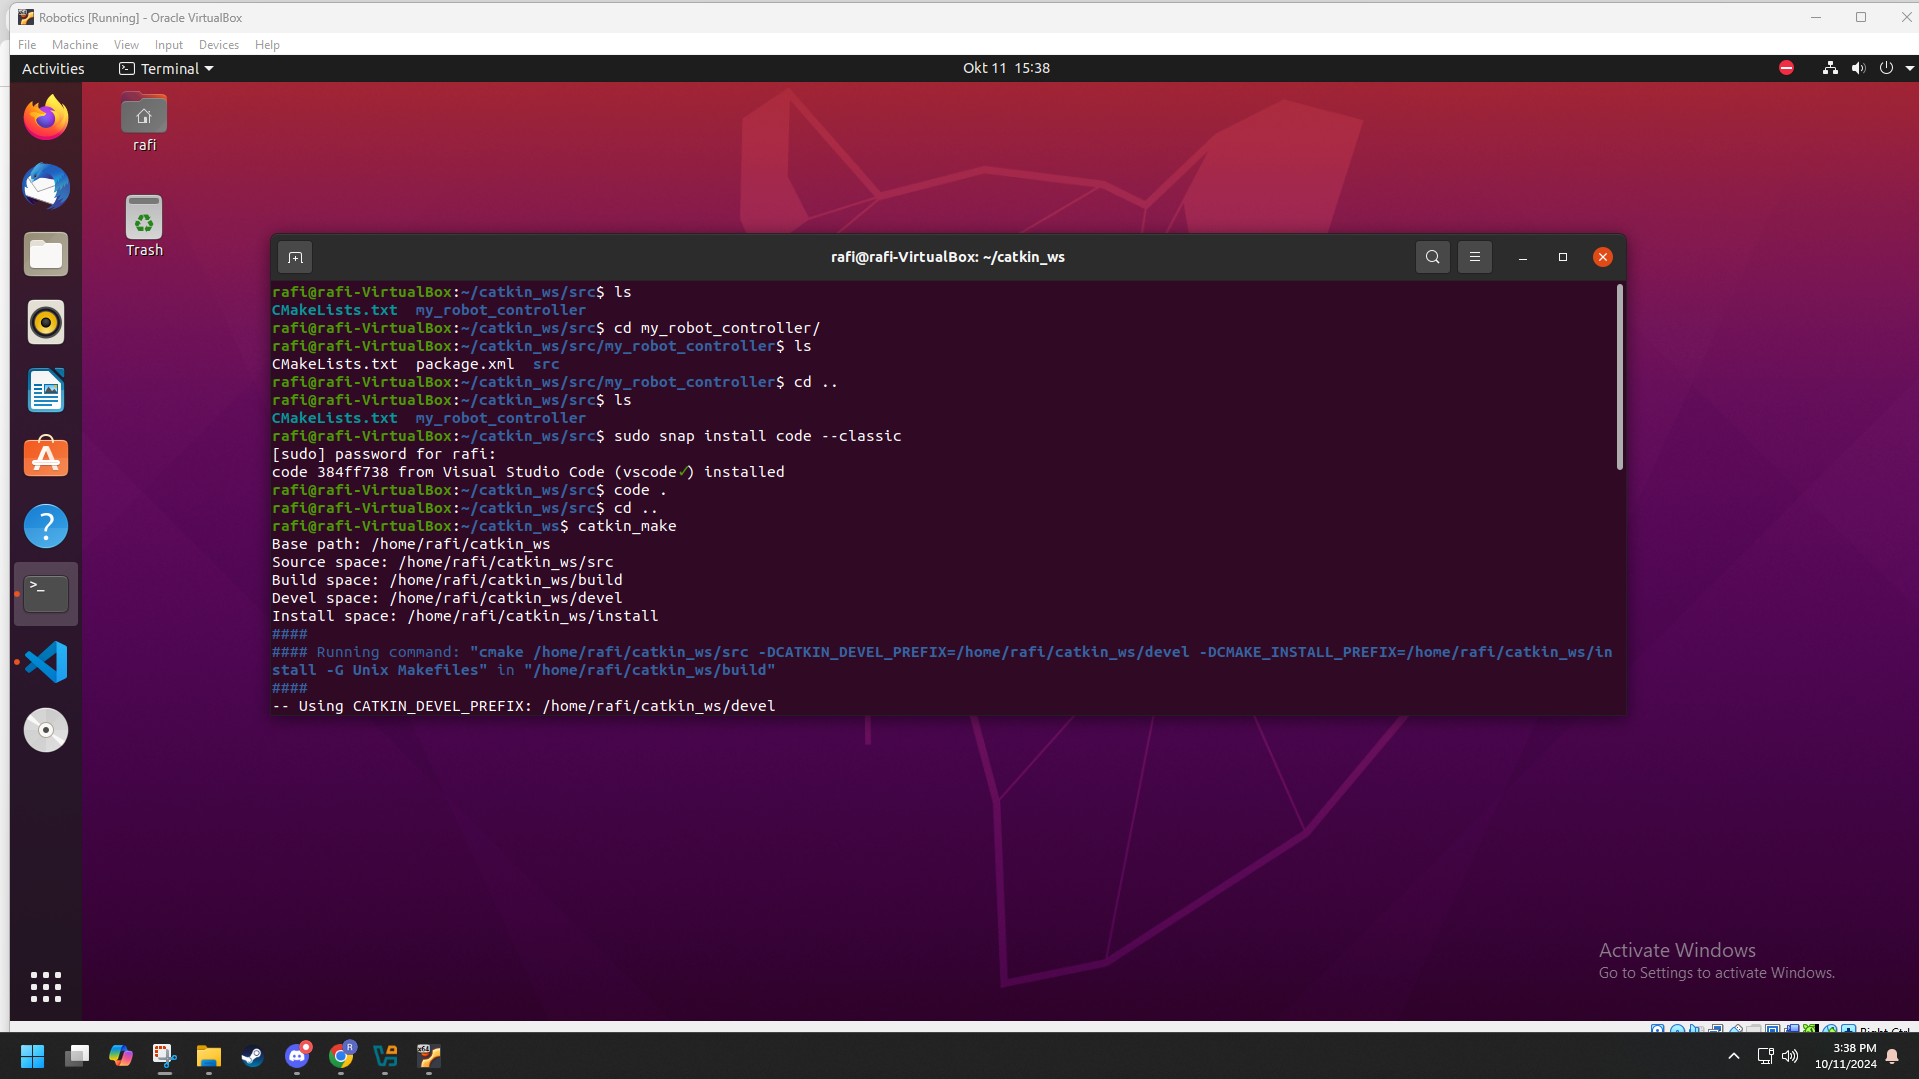 Robotics [Running] - Oracle VirtualBox
File Machine View Input Devices Help
Activities Terminal Okt 11 15:38
rafi
Trash
rafi@rafi-VirtualBox: ~/catkin_ws
rafi@rafi-VirtualBox:~/catkin_ws/src$ ls
CMakeLists.txt my_robot_controller
rafi@rafi-VirtualBox:~/catkin_ws/src$ cd my_robot_controller/
rafi@rafi-VirtualBox:~/catkin_ws/src/my_robot_controller$ ls
CMakeLists.txt package.xml src
rafi@rafi-VirtualBox:~/catkin_ws/src/my_robot_controller$ cd ..
rafi@rafi-VirtualBox:~/catkin_ws/src$ ls
CMakeLists.txt my_robot_controller
rafi@rafi-VirtualBox:~/catkin_ws/src$ sudo snap install code --classic
[sudo] password for rafi:
code 384ff738 from Visual Studio Code (vscode✓) installed
rafi@rafi-VirtualBox:~/catkin_ws/src$ code .
rafi@rafi-VirtualBox:~/catkin_ws/src$ cd ..
rafi@rafi-VirtualBox:~/catkin_ws$ catkin_make
Base path: /home/rafi/catkin_ws
Source space: /home/rafi/catkin_ws/src
Build space: /home/rafi/catkin_ws/build
Devel space: /home/rafi/catkin_ws/devel
Install space: /home/rafi/catkin_ws/install
####
#### Running command: "cmake /home/rafi/catkin_ws/src -DCATKIN_DEVEL_PREFIX=/home/rafi/catkin_ws/devel -DCMAKE_INSTALL_PREFIX=/home/rafi/catkin_ws/in
stall -G Unix Makefiles" in "/home/rafi/catkin_ws/build"
####
-- Using CATKIN_DEVEL_PREFIX: /home/rafi/catkin_ws/devel
Activate Windows
Go to Settings to activate Windows.
Right Ctrl
3:38 PM
10/11/2024